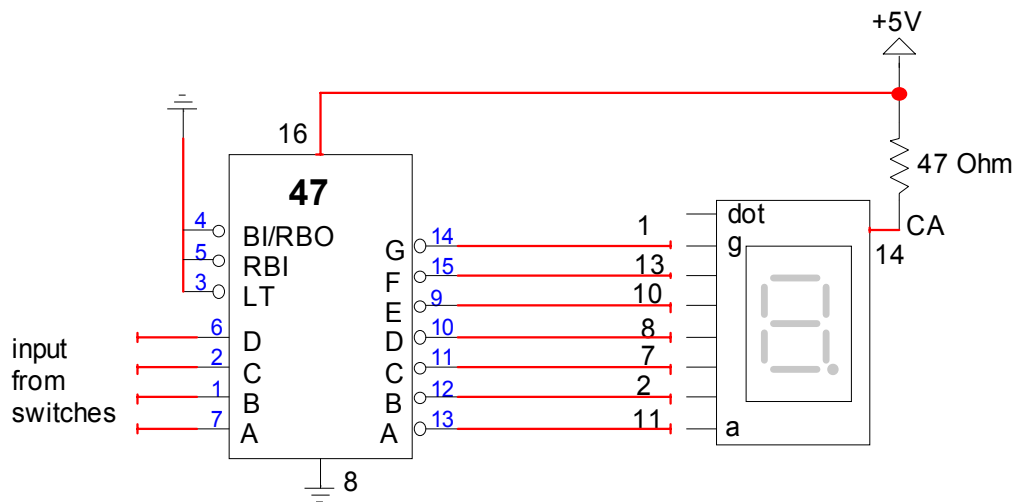 +5V
16
47 Ohm
47
dot
4
BI/RBO
1
CA
14
G
g
14
5
RBI
15
F
13
3
LT
9
E
10
6
D
10
D
8
input
from
switches
2
C
11
C
7
1
B
12
B
2
7
A
13
A
11
a
8